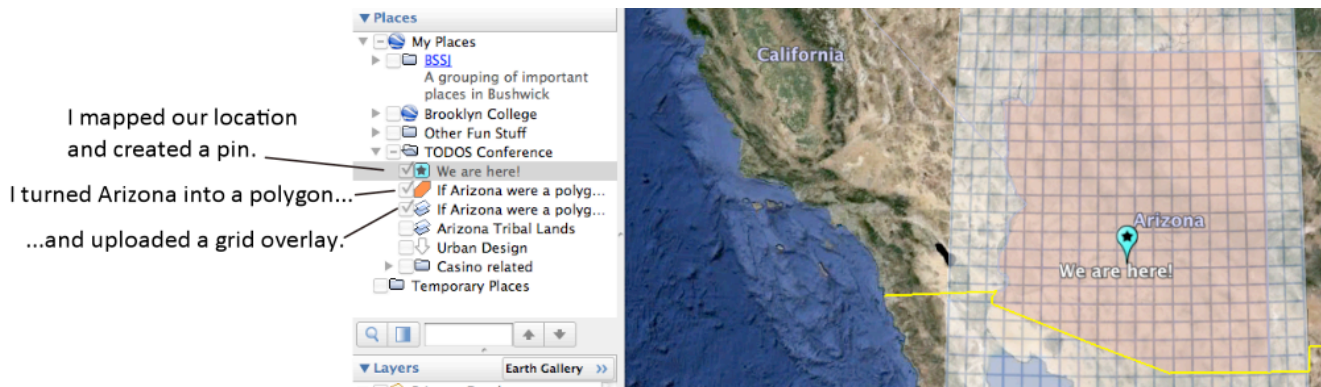 Places
My Places
BSSJ
A grouping of important
places in Bushwick
Brooklyn College
Other Fun Stuff
TODOS Conference
We are here!
If Arizona were a polyg...
If Arizona were a polyg...
Arizona Tribal Lands
Urban Design
Casino related
Temporary Places
Layers
Earth Gallery >>
I mapped our location
and created a pin.
I turned Arizona into a polygon...
...and uploaded a grid overlay.
California
Arizona
We are here!